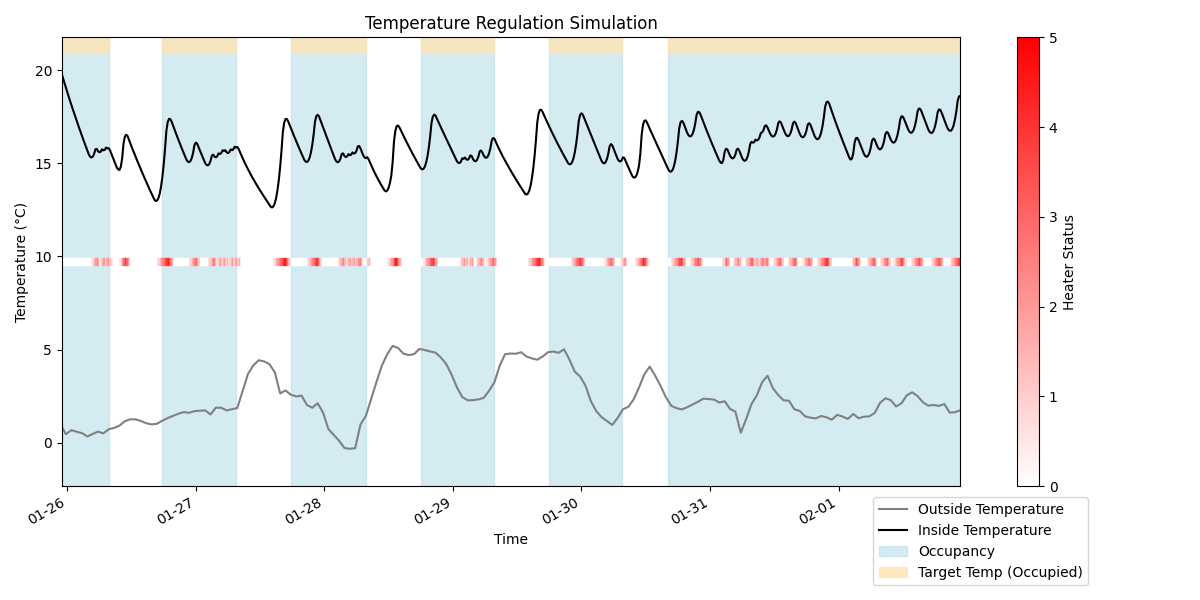 Temperature Regulation Simulation
20
15
10
5
0
Temperature (°C)
01-26
01-27
01-28
01-29
01-30
01-31
02-01
Time
5
4
3
2
1
0
Heater Status
Outside Temperature
Inside Temperature
Occupancy
Target Temp (Occupied)